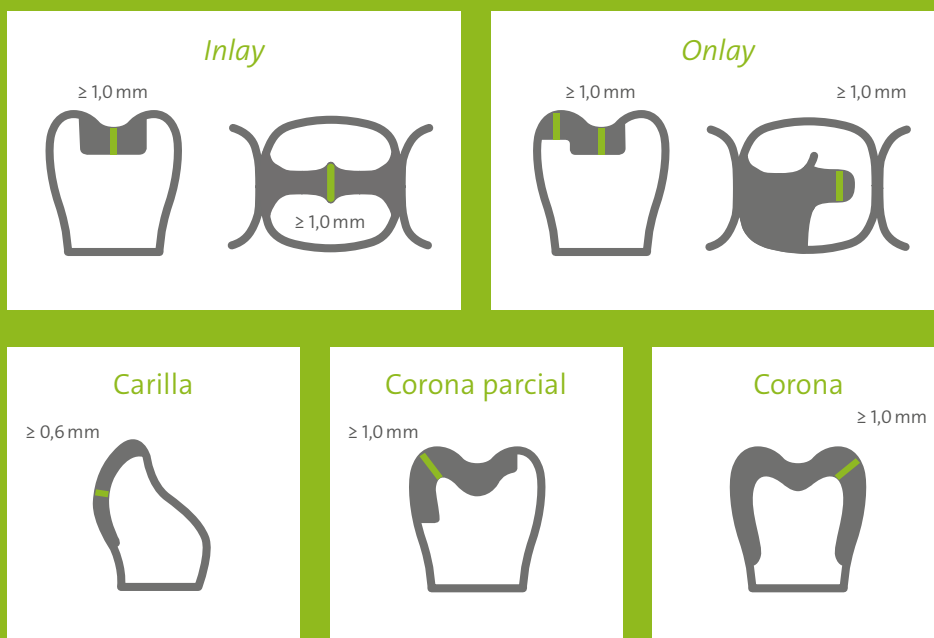 Inlay
≥ 1,0 mm
≥ 1,0 mm
Onlay
≥ 1,0 mm
≥ 1,0 mm
Carilla
≥ 0,6 mm
Corona parcial
≥ 1,0 mm
Corona
≥ 1,0 mm